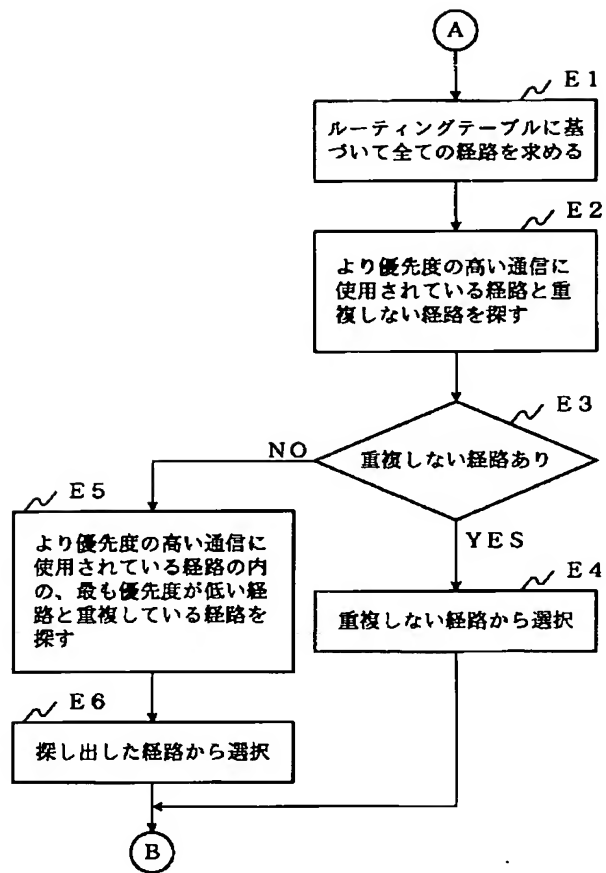 A
E1
ルーティングテーブルに基
づいて全ての経路を求める
E2
より優先度の高い通信に
使用されている経路と重
複しない経路を探す
E3
重複しない経路あり
NO
YES
E5
より優先度の高い通信に
使用されている経路の内
の、最も優先度が低い経
路と重複している経路を
探す
E4
重複しない経路から選択
E6
探し出した経路から選択
B